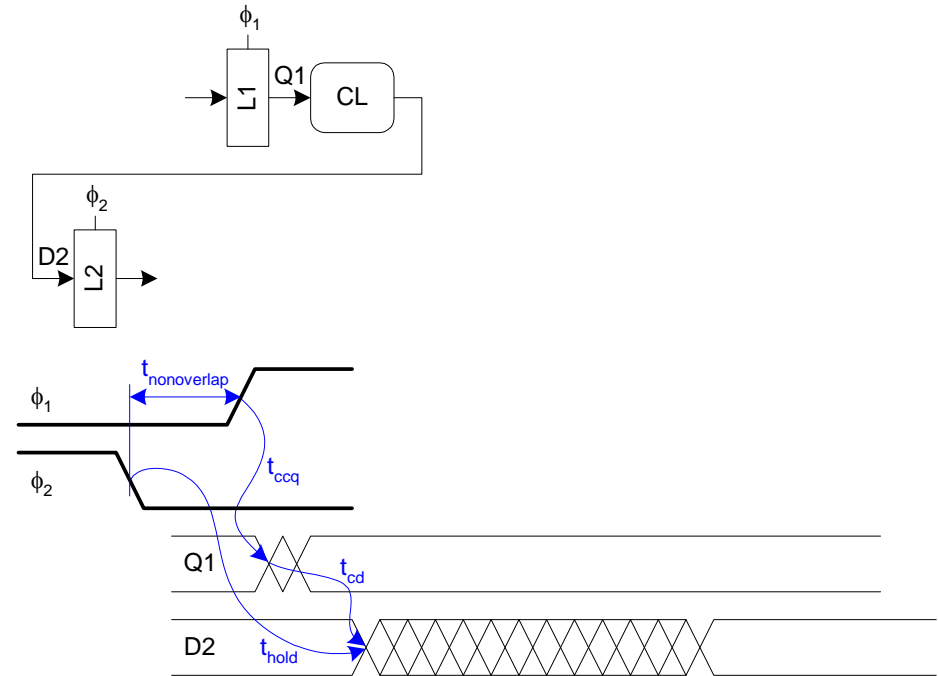 ϕ1
L1
Q1
CL
ϕ2
D2
L2
tnonoverlap
ϕ1
tccq
ϕ2
Q1
tcd
D2
thold